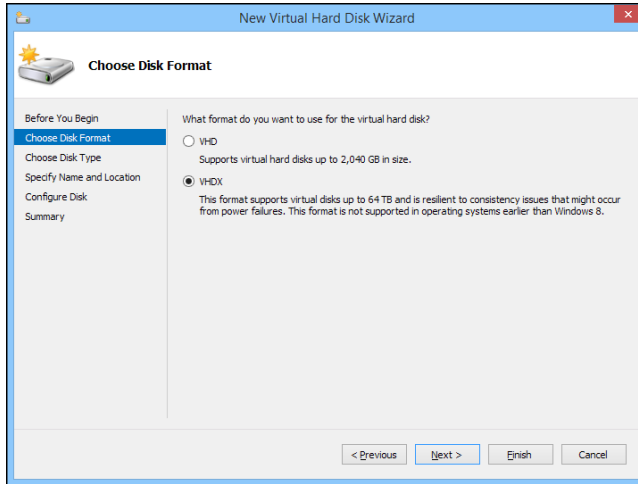 New Virtual Hard Disk Wizard
Choose Disk Format
Before You Begin
Choose Disk Format
Choose Disk Type
Specify Name and Location
Configure Disk
Summary
What format do you want to use for the virtual hard disk?
VHD
Supports virtual hard disks up to 2,040 GB in size.
VHDX
This format supports virtual disks up to 64 TB and is resilient to consistency issues that might occur
from power failures. This format is not supported in operating systems earlier than Windows 8.
< Previous
Next >
Finish
Cancel